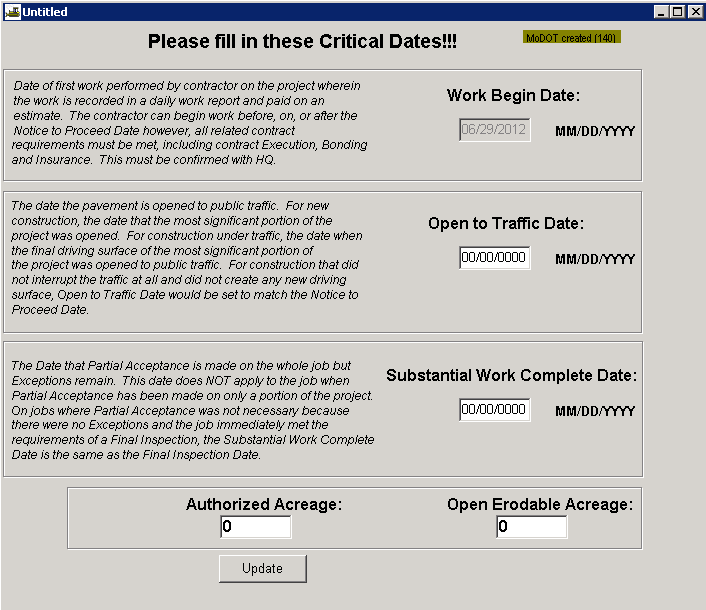 Untitled
Please fill in these Critical Dates!!!
MoDOT created (140)
Date of first work performed by contractor on the project wherein
the work is recorded in a daily work report and paid on an
estimate.  The contractor can begin work before, on, or after the
Notice to Proceed Date however, all related contract
requirements must be met, including contract Execution, Bonding
and Insurance.  This must be confirmed with HQ.
Work Begin Date:
06/29/2012 MM/DD/YYYY
The date the pavement is opened to public traffic.  For new
construction, the date that the most significant portion of the
project was opened.  For construction under traffic, the date when
the final driving surface of the most significant portion of
the project was opened to public traffic.  For construction that did
not interrupt the traffic at all and did not create any new driving
surface, Open to Traffic Date would be set to match the Notice to
Proceed Date.
Open to Traffic Date:
00/00/0000 MM/DD/YYYY
The Date that Partial Acceptance is made on the whole job but
Exceptions remain.  This date does NOT apply to the job when
Partial Acceptance has been made on only a portion of the project.
On jobs where Partial Acceptance was not necessary because
there were no Exceptions and the job immediately met the
requirements of a Final Inspection, the Substantial Work Complete
Date is the same as the Final Inspection Date.
Substantial Work Complete Date:
00/00/0000 MM/DD/YYYY
Authorized Acreage: Open Erodable Acreage:
0 0
Update